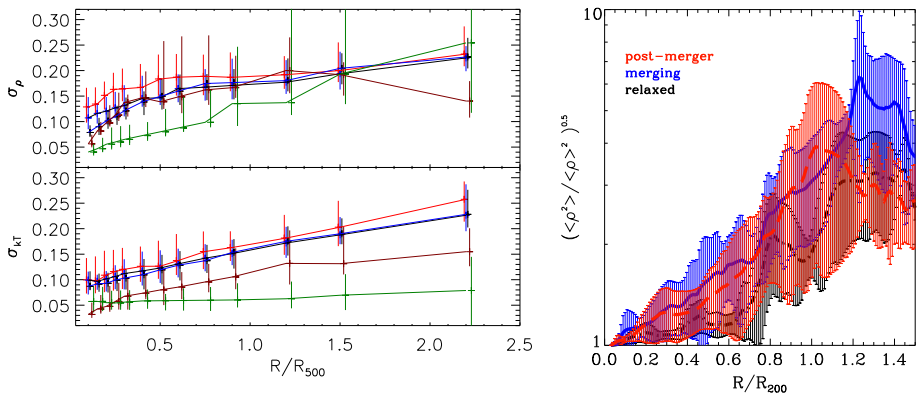 0.30
0.25
0.20
0.15
0.10
0.05
σρ
0.30
0.25
0.20
0.15
0.10
0.05
σkT
0.5 1.0 1.5 2.0 2.5
R/R500
10
1
(<ρ²>/<ρ>²)^0.5
post-merger
merging
relaxed
0.0 0.2 0.4 0.6 0.8 1.0 1.2 1.4
R/R200